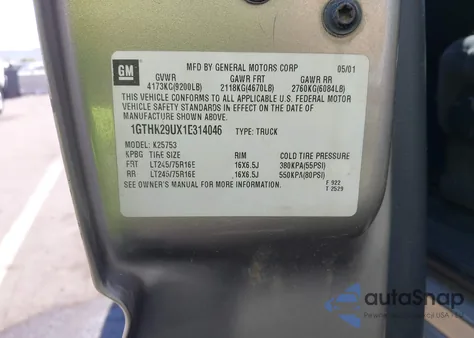 GM
MFD BY GENERAL MOTORS CORP 05/01
GVWR GAWR FRT GAWR RR
4173KG(9200LB) 2118KG(4670LB) 2760KG(6084LB)
THIS VEHICLE CONFORMS TO ALL APPLICABLE U.S. FEDERAL MOTOR
VEHICLE SAFETY STANDARDS IN EFFECT ON THE DATE OF
MANUFACTURE SHOWN ABOVE.
1GTHK29UX1E314046 TYPE: TRUCK
MODEL: K25753
KPBG TIRE SIZE RIM COLD TIRE PRESSURE
FRT LT245/75R16E 16X6.5J 380KPA(55PSI)
RR LT245/75R16E 16X6.5J 550KPA(80PSI)
SEE OWNER'S MANUAL FOR MORE INFORMATION.
F 922
T 2529
autoSnap